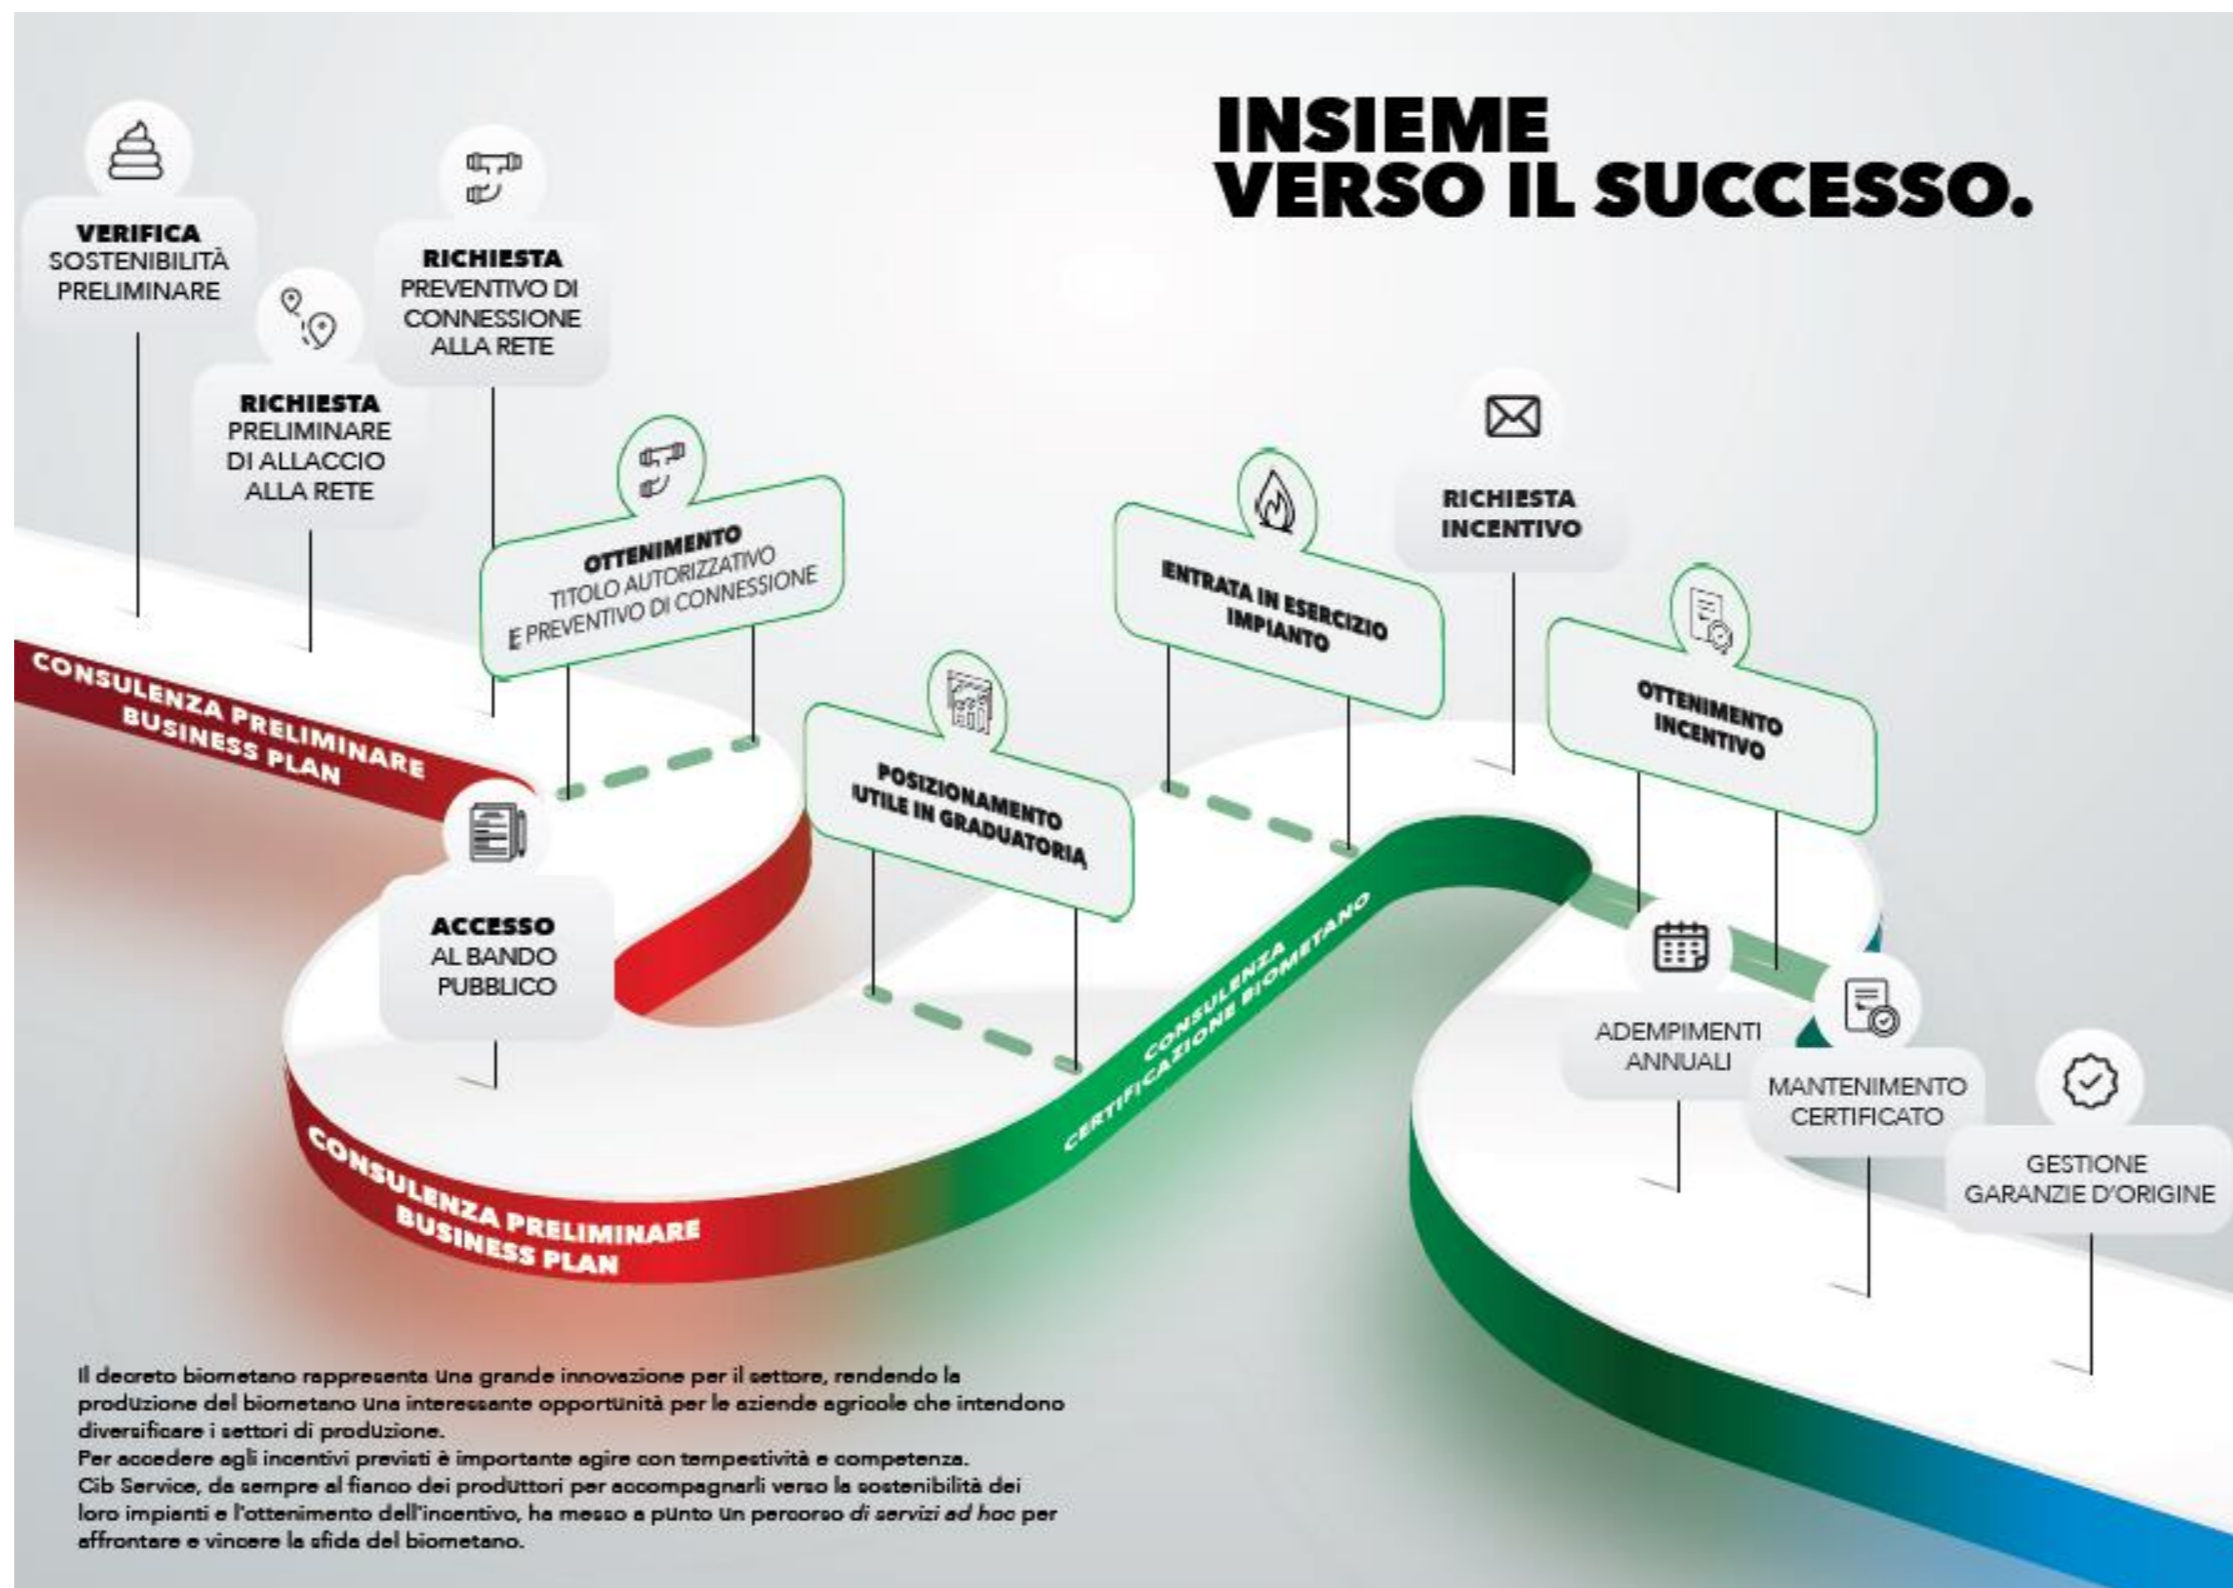 INSIEME
VERSO IL SUCCESSO.
VERIFICA
SOSTENIBILITÀ
PRELIMINARE
RICHIESTA
PRELIMINARE
DI ALLACCIO
ALLA RETE
RICHIESTA
PREVENTIVO DI
CONNESSIONE
ALLA RETE
OTTENIMENTO
TITOLO AUTORIZZATIVO
E PREVENTIVO DI CONNESSIONE
CONSULENZA PRELIMINARE
BUSINESS PLAN
ACCESSO
AL BANDO
PUBBLICO
POSIZIONAMENTO
UTILE IN GRADUATORIA
CONSULENZA PRELIMINARE
BUSINESS PLAN
ENTRATA IN ESERCIZIO
IMPIANTO
CONSULENZA
CERTIFICAZIONE BIOMETANO
RICHIESTA
INCENTIVO
OTTENIMENTO
INCENTIVO
ADEMPIMENTI
ANNUALI
MANTENIMENTO
CERTIFICATO
GESTIONE
GARANZIE D'ORIGINE
Il decreto biometano rappresenta una grande innovazione per il settore, rendendo la
produzione del biometano una interessante opportunità per le aziende agricole che intendono
diversificare i settori di produzione.
Per accedere agli incentivi previsti è importante agire con tempestività e competenza.
Cib Service, da sempre al fianco dei produttori per accompagnarli verso la sostenibilità dei
loro impianti e l'ottenimento dell'incentivo, ha messo a punto un percorso di servizi ad hoc per
affrontare e vincere la sfida del biometano.